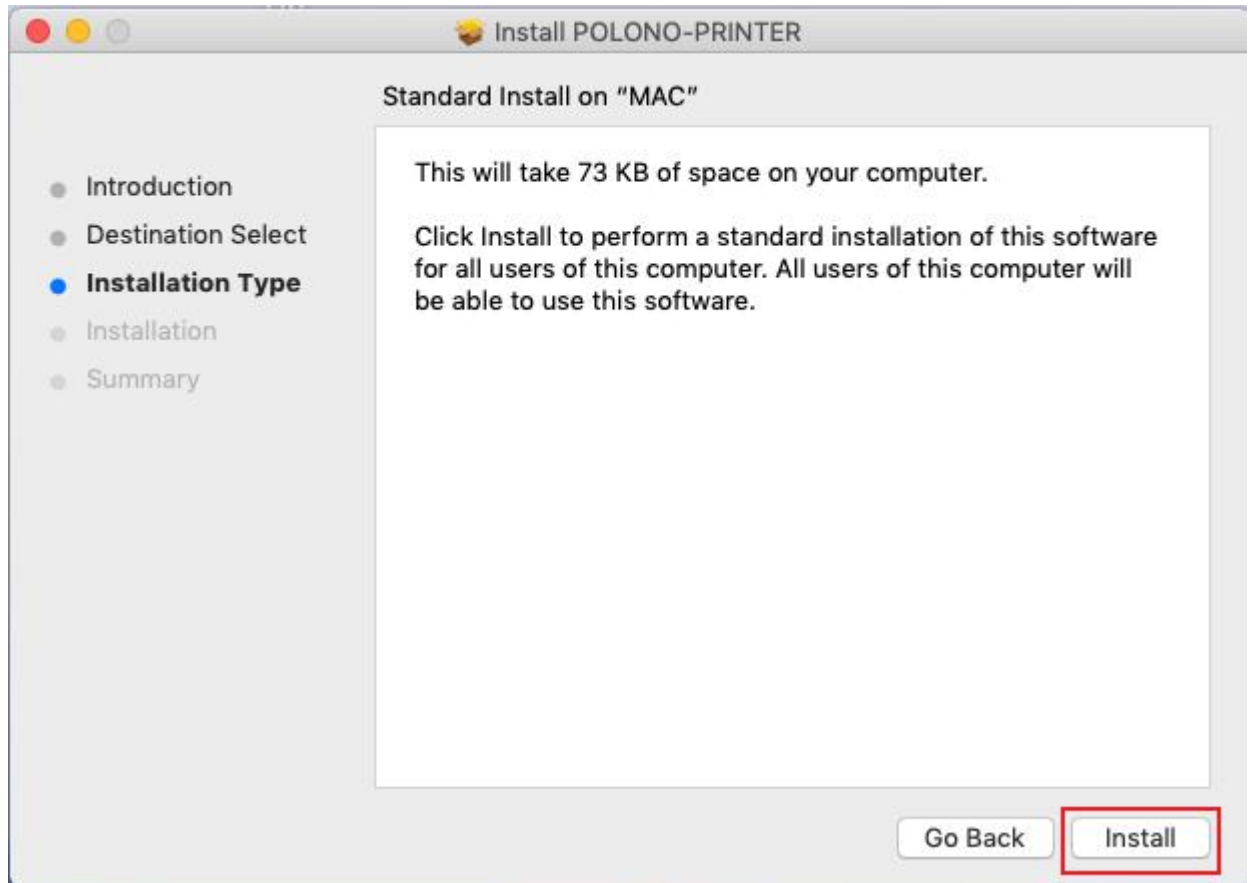 Install POLONO-PRINTER
Standard Install on “MAC”
Introduction
Destination Select
Installation Type
Installation
Summary
This will take 73 KB of space on your computer.
Click Install to perform a standard installation of this software
for all users of this computer. All users of this computer will
be able to use this software.
Go Back
Install